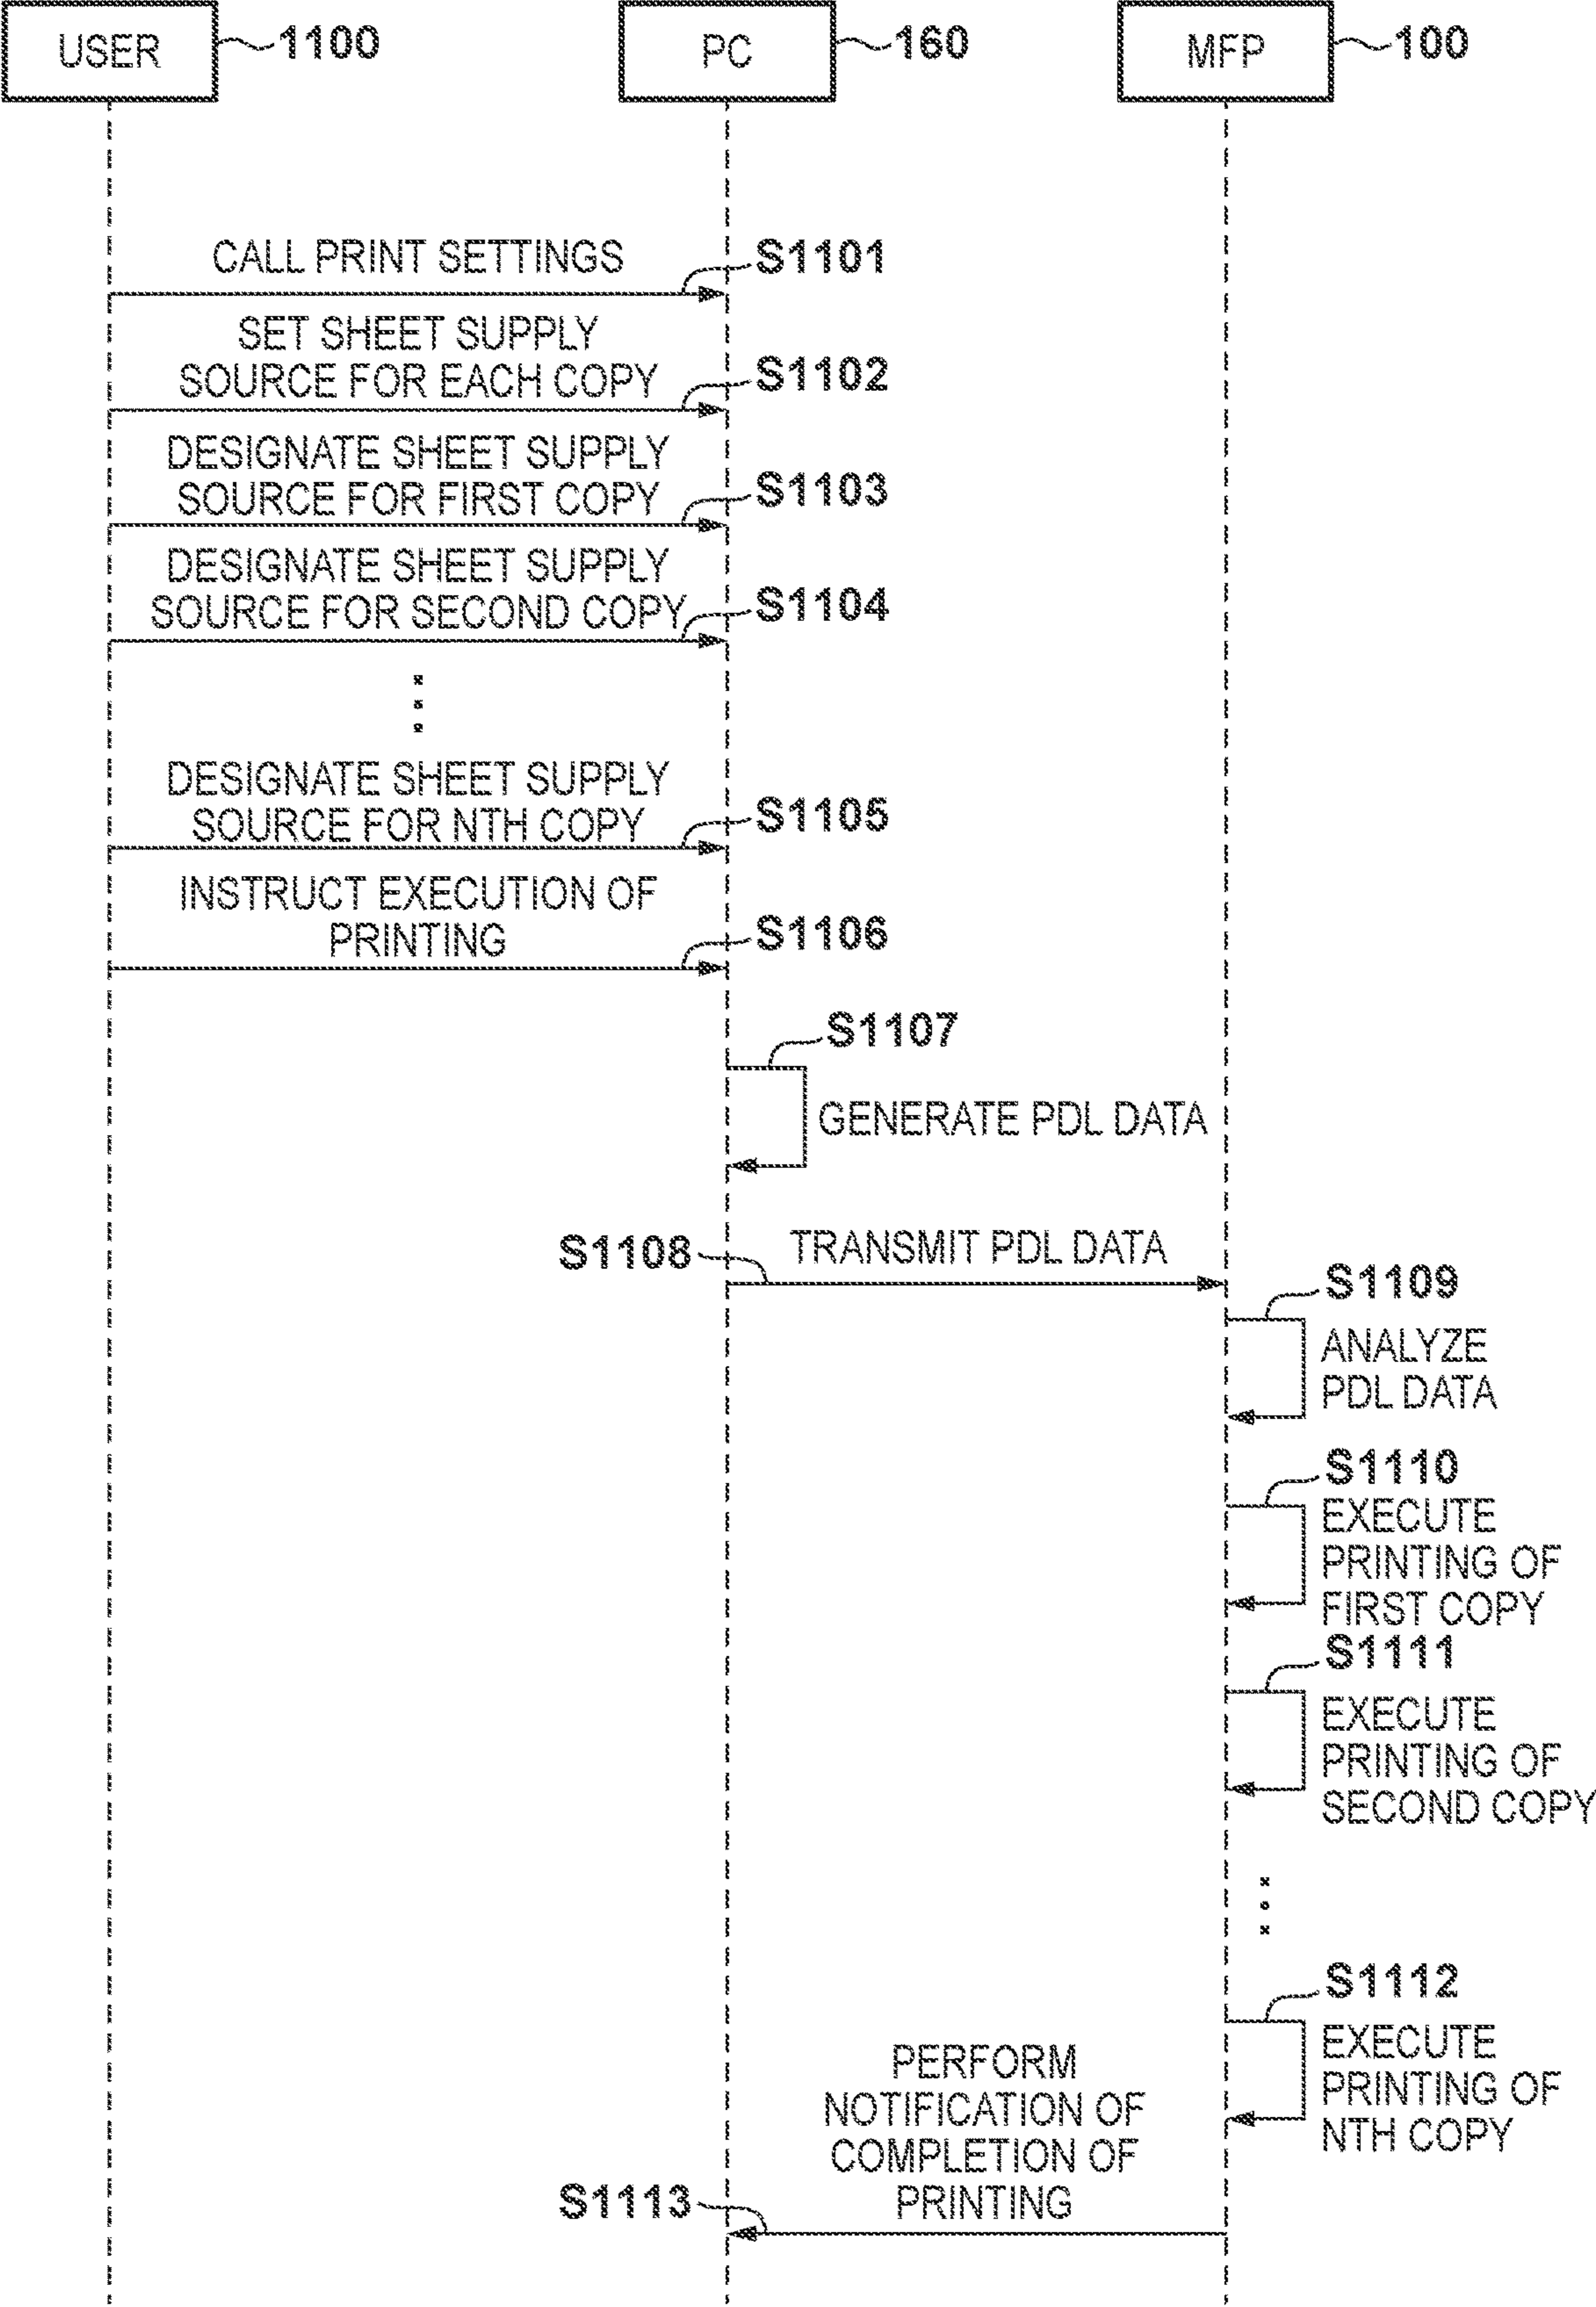 USER
1100
PC
160
MFP
100
CALL PRINT SETTINGS
S1101
SET SHEET SUPPLY
SOURCE FOR EACH COPY
S1102
DESIGNATE SHEET SUPPLY
SOURCE FOR FIRST COPY
S1103
DESIGNATE SHEET SUPPLY
SOURCE FOR SECOND COPY
S1104
DESIGNATE SHEET SUPPLY
SOURCE FOR NTH COPY
S1105
INSTRUCT EXECUTION OF
PRINTING
S1106
S1107
GENERATE PDL DATA
S1108
TRANSMIT PDL DATA
S1109
ANALYZE
PDL DATA
S1110
EXECUTE
PRINTING OF
FIRST COPY
S1111
EXECUTE
PRINTING OF
SECOND COPY
S1112
EXECUTE
PRINTING OF
NTH COPY
PERFORM
NOTIFICATION OF
COMPLETION OF
PRINTING
S1113